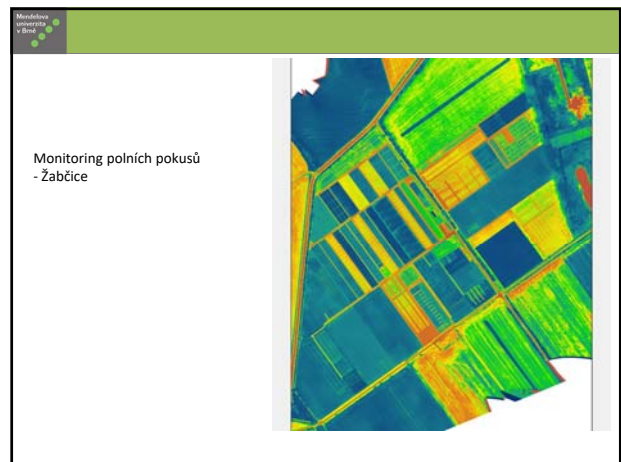 Mendelova
univerzita
v Brně
Monitoring polních pokusů
- Žabčice